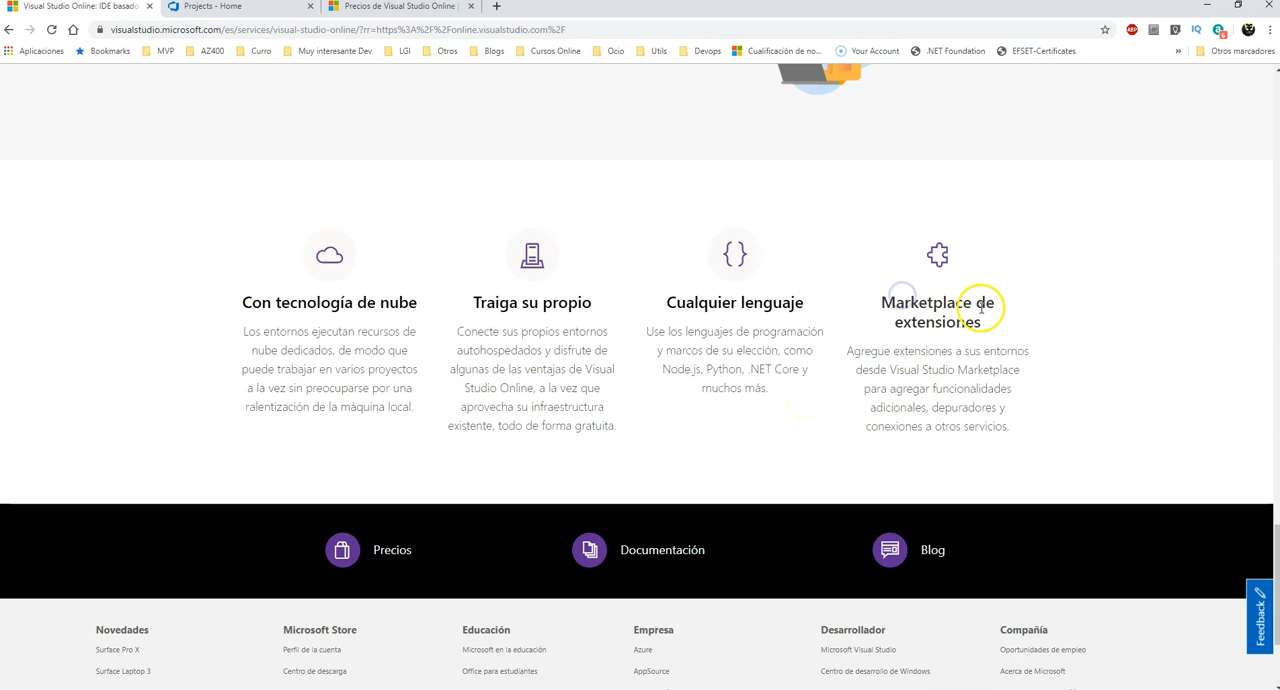 Visual Studio Online: IDE basado
Projects - Home
Precios de Visual Studio Online |
visualstudio.microsoft.com/es/services/visual-studio-online/?rr=https%3A%2F%2Fonline.visualstudio.com%2F
Aplicaciones
Bookmarks
MVP
AZ400
Curro
Muy interesante Dev
LGI
Otros
Blogs
Cursos Online
Ocio
Utils
Devops
Cualificación de no...
Your Account
.NET Foundation
EFSET-Certificates
»
Otros marcadores
Con tecnología de nube
Los entornos ejecutan recursos de
nube dedicados, de modo que
puede trabajar en varios proyectos
a la vez sin preocuparse por una
ralentización de la máquina local.
Traiga su propio
Conecte sus propios entornos
autohospedados y disfrute de
algunas de las ventajas de Visual
Studio Online, a la vez que
aprovecha su infraestructura
existente, todo de forma gratuita.
Cualquier lenguaje
Use los lenguajes de programación
y marcos de su elección, como
Node.js, Python, .NET Core y
muchos más.
Marketplace de
extensiones
Agregue extensiones a sus entornos
desde Visual Studio Marketplace
para agregar funcionalidades
adicionales, depuradores y
conexiones a otros servicios.
Precios
Documentación
Blog
Feedback
Novedades
Surface Pro X
Surface Laptop 3
Microsoft Store
Perfil de la cuenta
Centro de descarga
Educación
Microsoft en la educación
Office para estudiantes
Empresa
Azure
AppSource
Desarrollador
Microsoft Visual Studio
Centro de desarrollo de Windows
Compañía
Oportunidades de empleo
Acerca de Microsoft